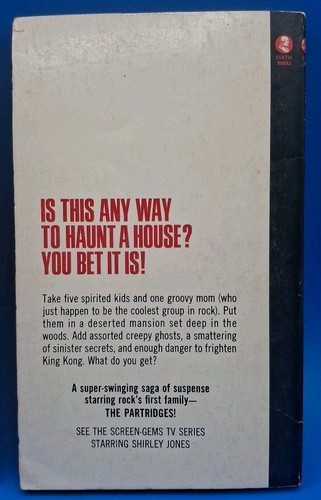 CURTIS
BOOKS
IS THIS ANY WAY
TO HAUNT A HOUSE?
YOU BET IT IS!
Take five spirited kids and one groovy mom (who
just happen to be the coolest group in rock). Put
them in a deserted mansion set deep in the
woods. Add assorted creepy ghosts, a smattering
of sinister secrets, and enough danger to frighten
King Kong. What do you get?
A super-swinging saga of suspense
starring rock's first family—
THE PARTRIDGES!
SEE THE SCREEN-GEMS TV SERIES
STARRING SHIRLEY JONES